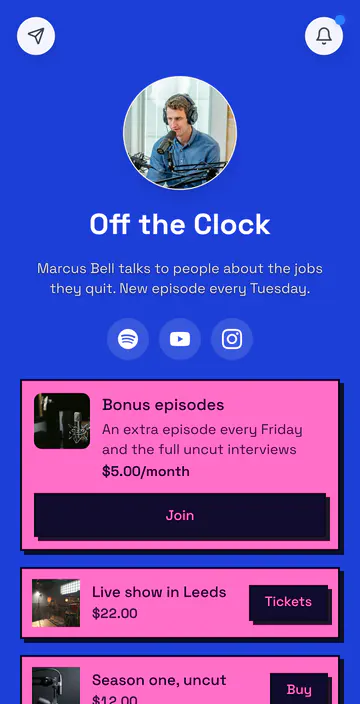 Off the Clock
Marcus Bell talks to people about the jobs
they quit. New episode every Tuesday.
Bonus episodes
An extra episode every Friday
and the full uncut interviews
$5.00/month
Join
Live show in Leeds
$22.00
Tickets
Season one, uncut
$12.00
Buy